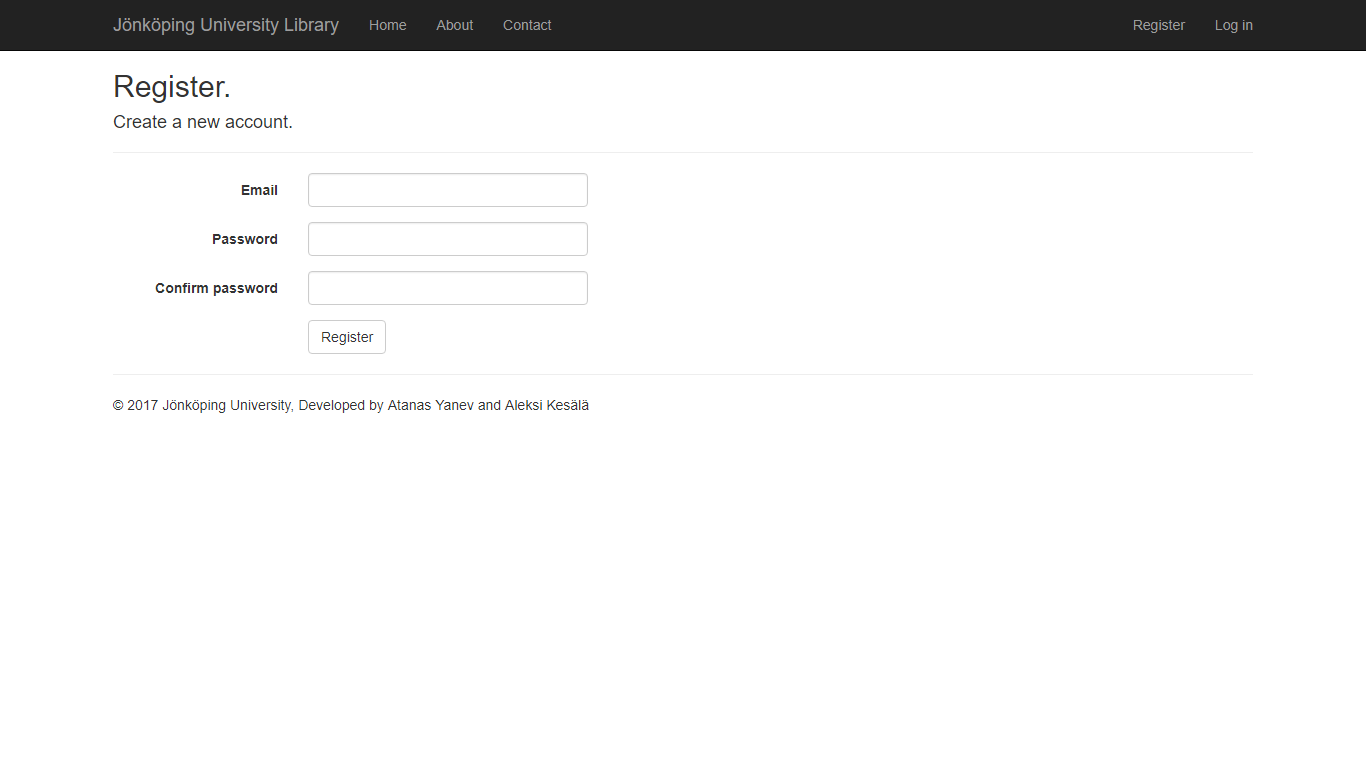 Jönköping University Library Home About Contact Register Log in
Register.
Create a new account.
Email
Password
Confirm password
Register
© 2017 Jönköping University, Developed by Atanas Yanev and Aleksi Kesälä